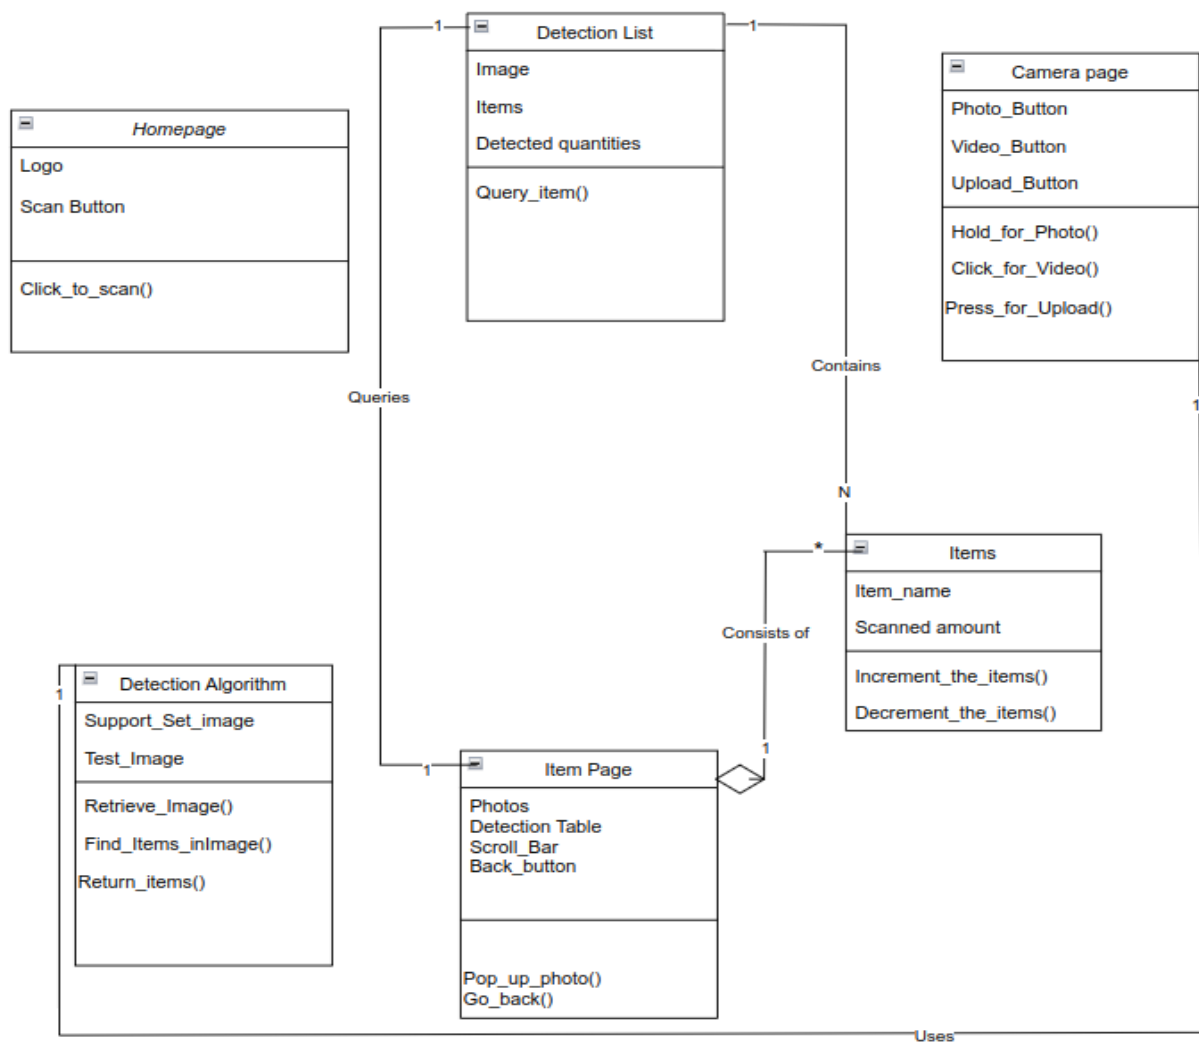 1
Detection List
1
Image
Items
Detected quantities
Query_item()
Camera page
Photo_Button
Video_Button
Upload_Button
Hold_for_Photo()
Click_for_Video()
Press_for_Upload()
Homepage
Logo
Scan Button
Click_to_scan()
Queries
Contains
1
N
*
Items
Item_name
Scanned amount
Increment_the_items()
Decrement_the_items()
Consists of
1
1
Detection Algorithm
Support_Set_image
Test_Image
Retrieve_Image()
Find_Items_inImage()
Return_items()
1
Item Page
Photos
Detection Table
Scroll_Bar
Back_button
Pop_up_photo()
Go_back()
Uses